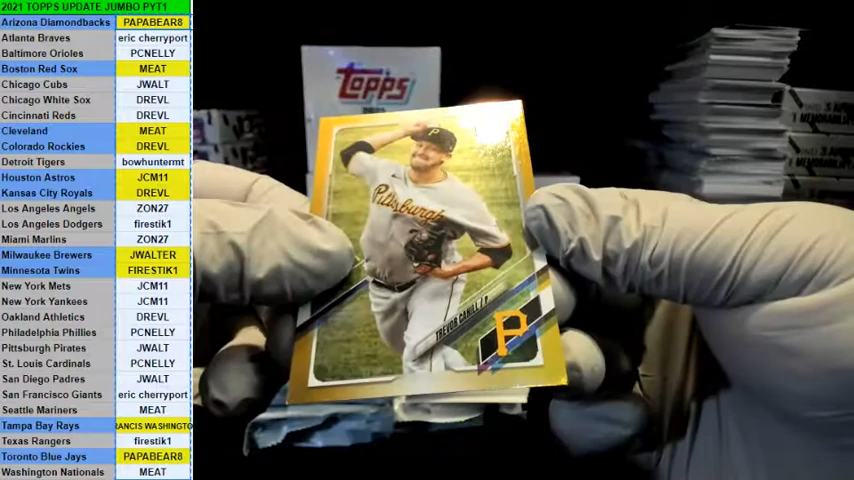 2021 TOPPS UPDATE JUMBO PYT1
Arizona Diamondbacks PAPABEAR8
Atlanta Braves eric cherryport
Baltimore Orioles PCNELLY
Boston Red Sox MEAT
Chicago Cubs JWALT
Chicago White Sox DREVL
Cincinnati Reds DREVL
Cleveland MEAT
Colorado Rockies DREVL
Detroit Tigers bowhuntermt
Houston Astros JCM11
Kansas City Royals DREVL
Los Angeles Angels ZON27
Los Angeles Dodgers firestik1
Miami Marlins ZON27
Milwaukee Brewers JWALTER
Minnesota Twins FIRESTIK1
New York Mets JCM11
New York Yankees JCM11
Oakland Athletics DREVL
Philadelphia Phillies PCNELLY
Pittsburgh Pirates JWALT
St. Louis Cardinals PCNELLY
San Diego Padres JWALT
San Francisco Giants eric cherryport
Seattle Mariners MEAT
Tampa Bay Rays RANCIS WASHINGTO
Texas Rangers firestik1
Toronto Blue Jays PAPABEAR8
Washington Nationals MEAT
Topps
P
Pittsburgh
TREVOR CAHILL / P
P